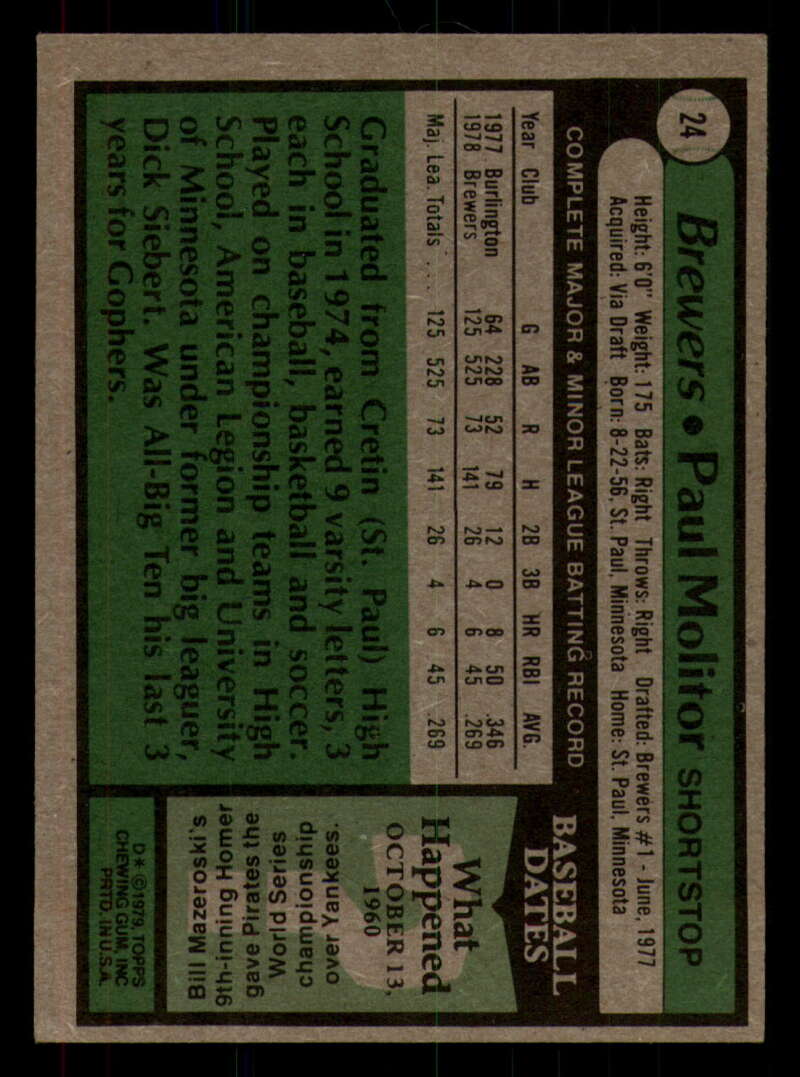 24
Brewers • Paul Molitor SHORTSTOP
Height: 6'0" Weight: 175 Bats: Right Throws: Right Drafted: Brewers #1 - June, 1977
Acquired: Via Draft Born: 8-22-56, St. Paul, Minnesota Home: St. Paul, Minnesota
COMPLETE MAJOR & MINOR LEAGUE BATTING RECORD
Year Club G AB R H 2B 3B HR RBI AVG.
1977 Burlington 64 228 52 79 12 0 8 50 .346
1978 Brewers 125 525 73 141 26 4 6 45 .269
Maj. Lea. Totals .... 125 525 73 141 26 4 6 45 .269
Graduated from Cretin (St. Paul) High
School in 1974, earned 9 varsity letters, 3
each in baseball, basketball and soccer.
Played on championship teams in High
School, American Legion and University
of Minnesota under former big leaguer,
Dick Siebert. Was All-Big Ten his last 3
years for Gophers.
BASEBALL
DATES
What
Happened
OCTOBER 13,
1960
Bill Mazeroski's
9th-inning Homer
gave Pirates the
World Series
championship
over Yankees.
D* © 1979, TOPPS
CHEWING GUM, INC
PRTD. IN U.S.A.